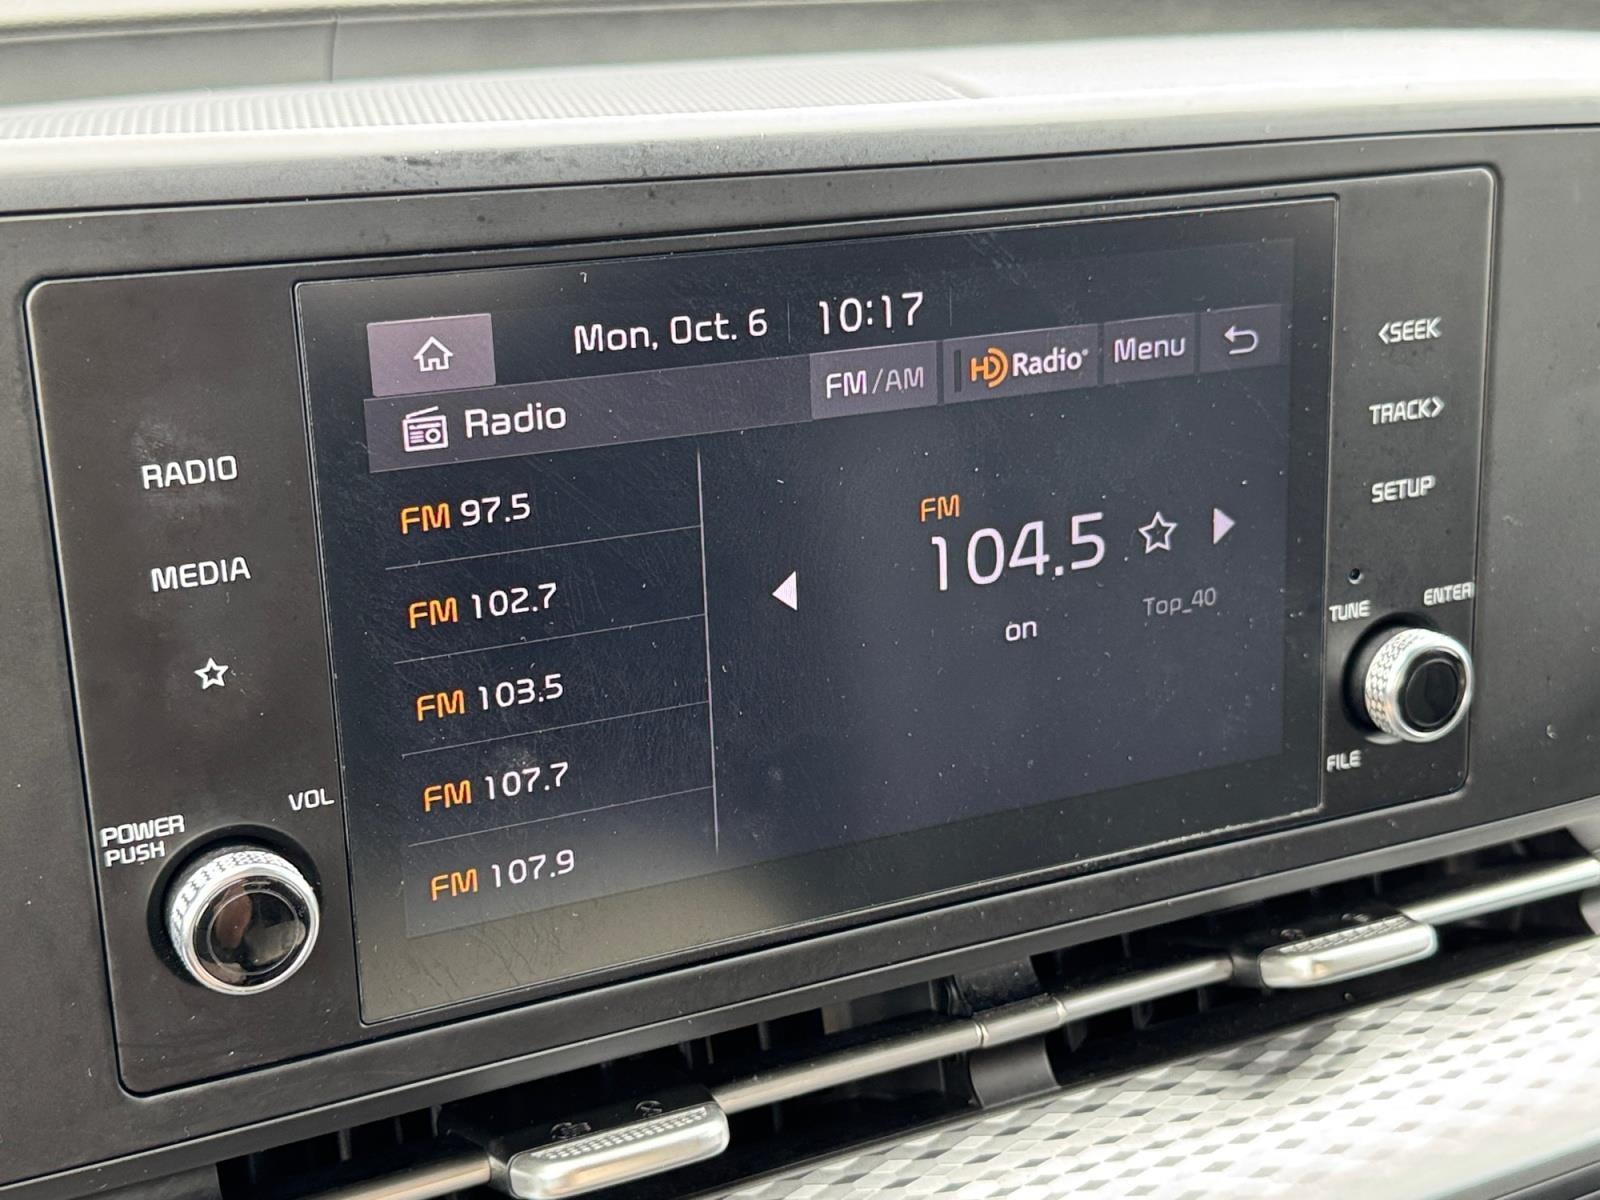 Mon, Oct. 6 10:17
Radio FM/AM HD Radio® Menu
FM 97.5
FM 102.7
FM 103.5
FM 107.7
FM 107.9
FM
104.5
Top_40
on
RADIO
MEDIA
VOL
POWER
PUSH
<SEEK
TRACK>
SETUP
TUNE
ENTER
FILE